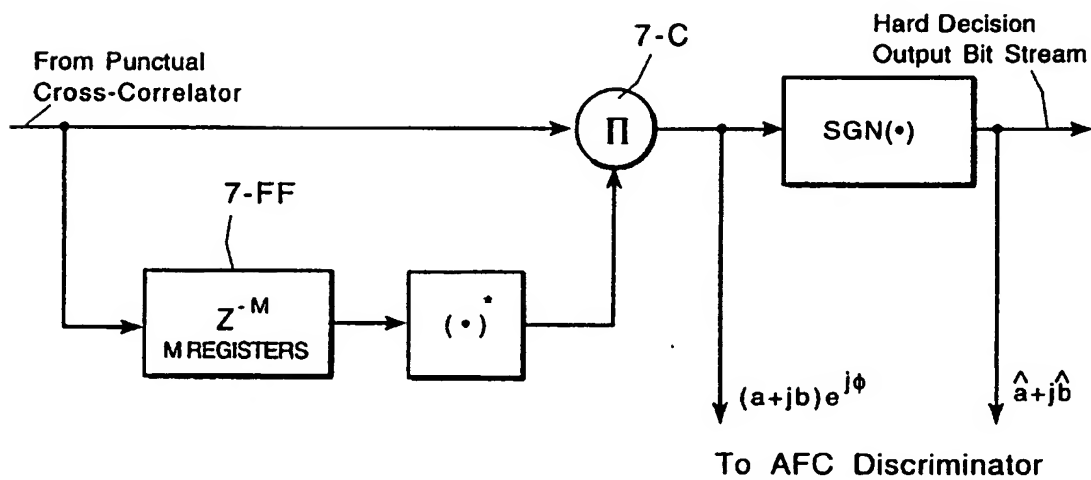 7-C
Hard Decision
Output Bit Stream
From Punctual
Cross-Correlator
Π
SGN(•)
7-FF
Z^-M
M REGISTERS
(•)*
(a+jb)e^jϕ
â+jb̂
To AFC Discriminator